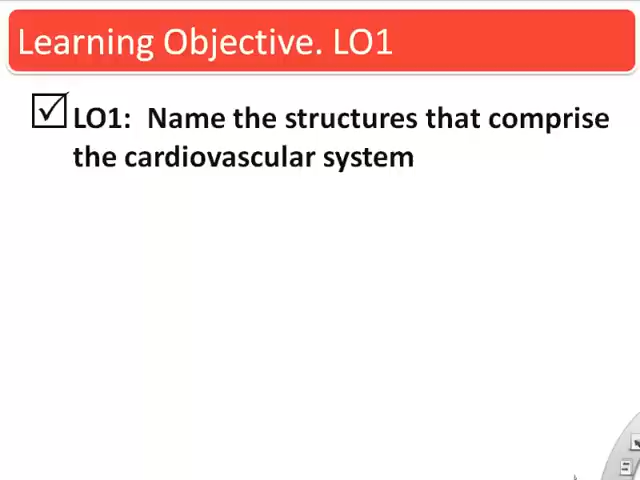 Learning Objective. LO1
LO1: Name the structures that comprise
the cardiovascular system